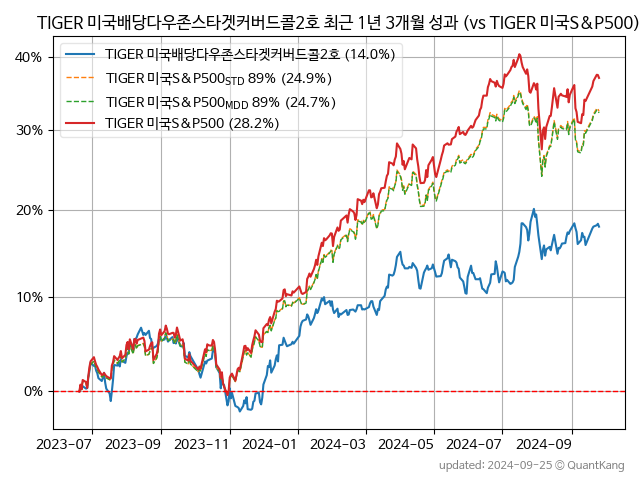 TIGER 미국배당다우존스타겟커버드콜2호 최근 1년 3개월 성과 (vs TIGER 미국S&P500)
TIGER 미국배당다우존스타겟커버드콜2호 (14.0%)
TIGER 미국S&P500STD 89% (24.9%)
TIGER 미국S&P500MDD 89% (24.7%)
TIGER 미국S&P500 (28.2%)
40%
30%
20%
10%
0%
2023-07 2023-09 2023-11 2024-01 2024-03 2024-05 2024-07 2024-09
updated: 2024-09-25 © QuantKang